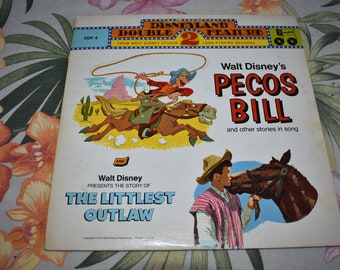 DISNEYLAND
DOUBLE 2 FEATURE
DDF-4
Walt Disney's
PECOS
BILL
and other stories in song
AND
Walt Disney
PRESENTS THE STORY OF
THE LITTLEST
OUTLAW